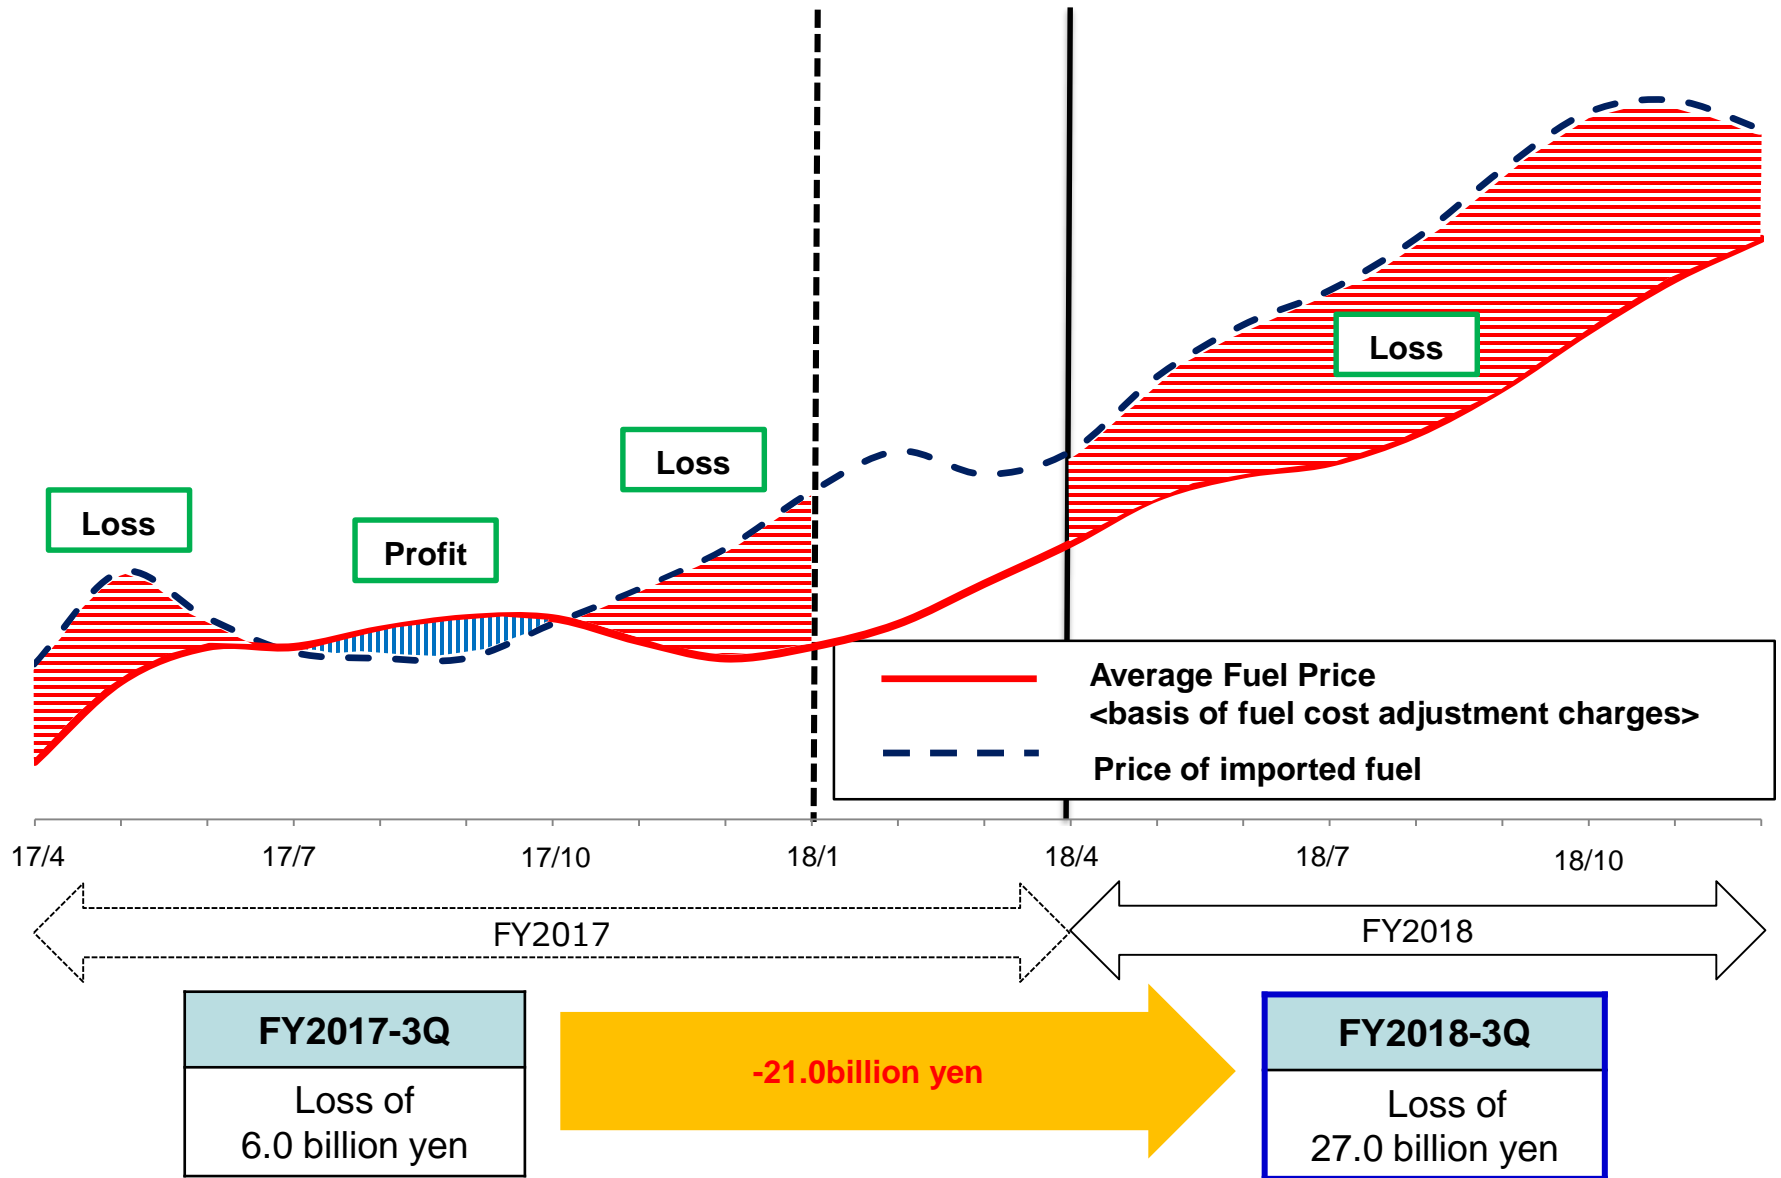 Loss
Loss
Profit
Loss
Average Fuel Price
<basis of fuel cost adjustment charges>
Price of imported fuel
17/4
17/7
17/10
18/1
18/4
18/7
18/10
FY2017
FY2018
FY2017-3Q
Loss of
6.0 billion yen
-21.0billion yen
FY2018-3Q
Loss of
27.0 billion yen